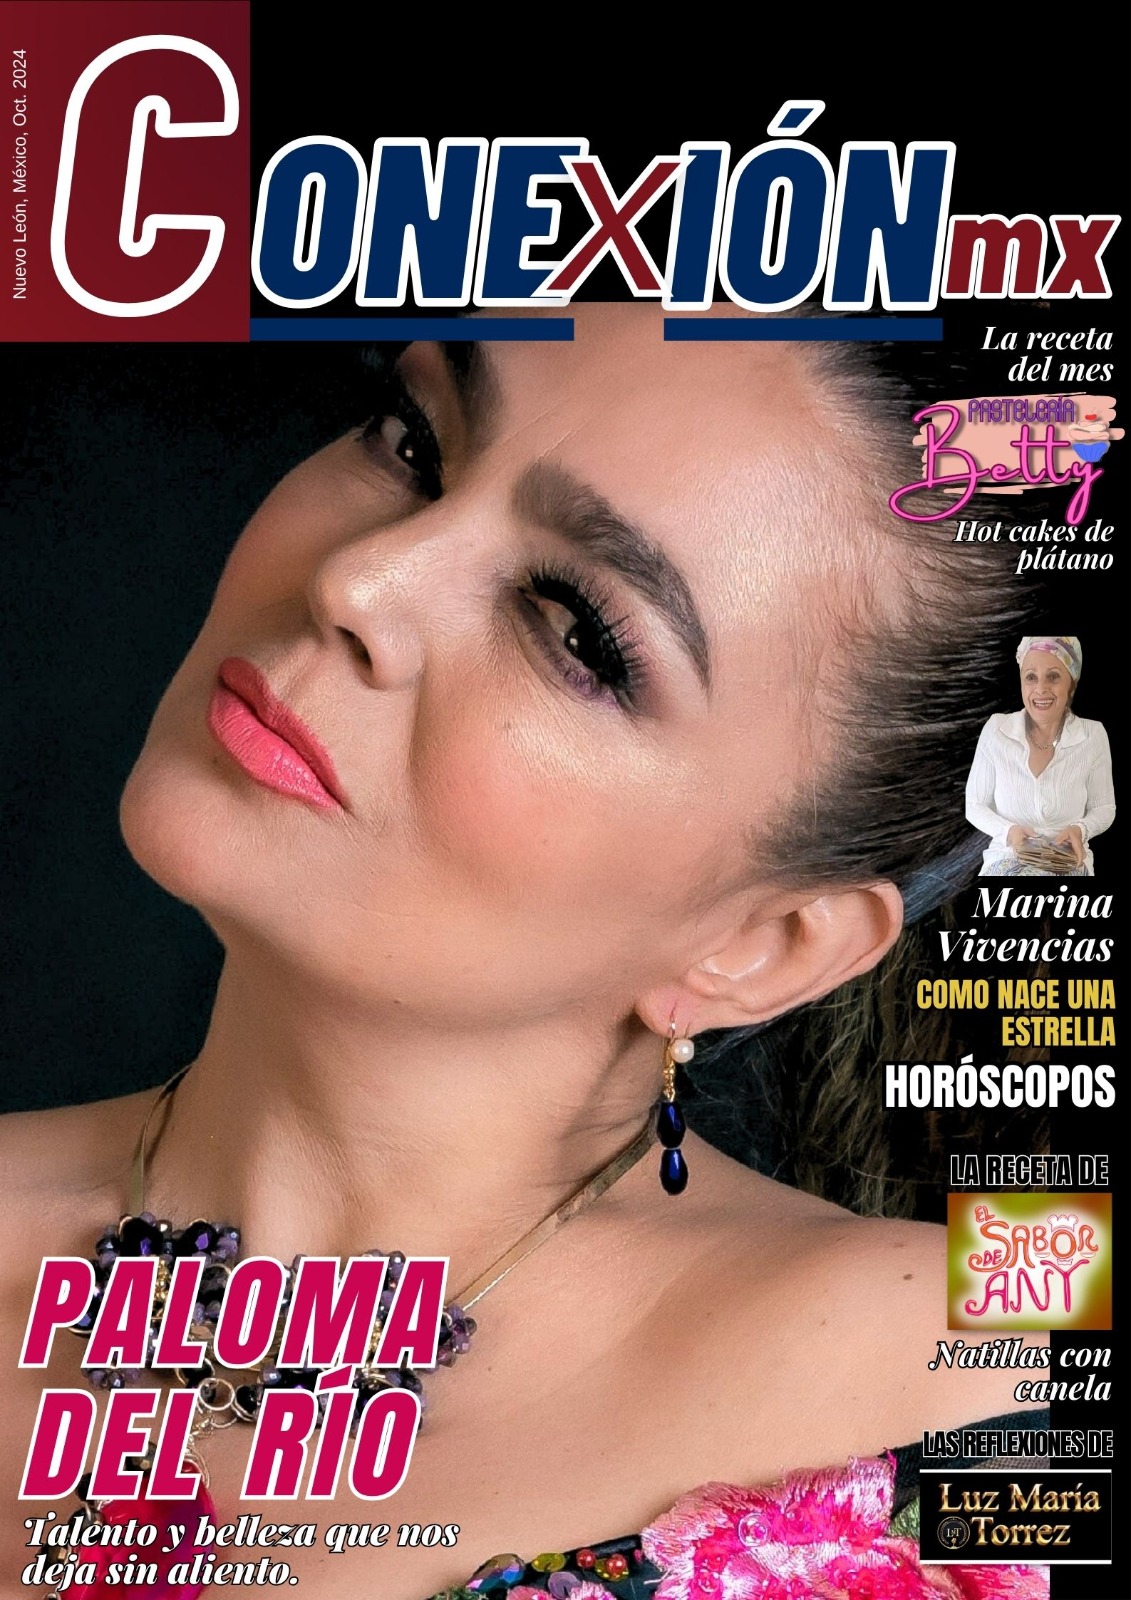 Nuevo León, México, Oct. 2024
CONEXIÓN mx
La receta
del mes
PASTELERÍA
Betty
Hot cakes de
plátano
Marina
Vivencias
COMO NACE UNA
ESTRELLA
HORÓSCOPOS
LA RECETA DE
EL
SABOR
DE
ANY
Natillas con
canela
LAS REFLEXIONES DE
Luz María
Torrez
PALOMA
DEL RÍO
Talento y belleza que nos
deja sin aliento.